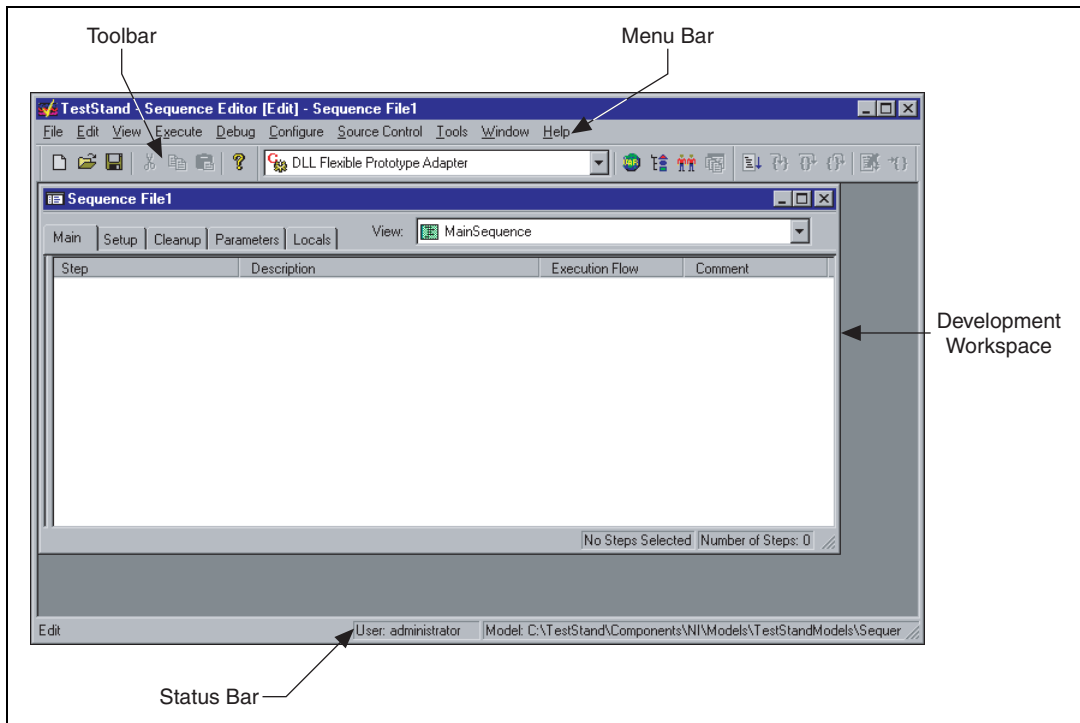 Toolbar
Menu Bar
TestStand - Sequence Editor [Edit] - Sequence File1
File Edit View Execute Debug Configure Source Control Tools Window Help
DLL Flexible Prototype Adapter
Sequence File1
Main Setup Cleanup Parameters Locals View: MainSequence
Step Description Execution Flow Comment
Development
Workspace
No Steps Selected Number of Steps: 0
Edit User: administrator Model: C:\TestStand\Components\NI\Models\TestStandModels\Sequer
Status Bar